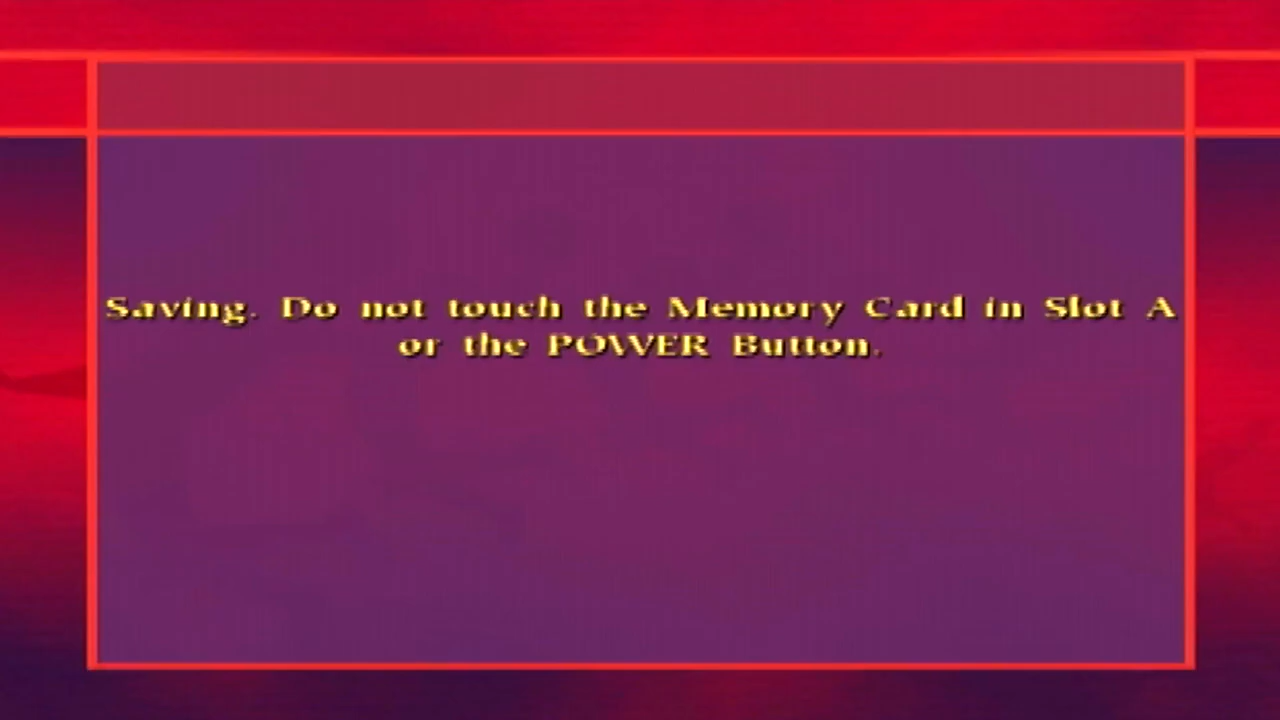 Saving. Do not touch the Memory Card in Slot A
or the POWER Button.